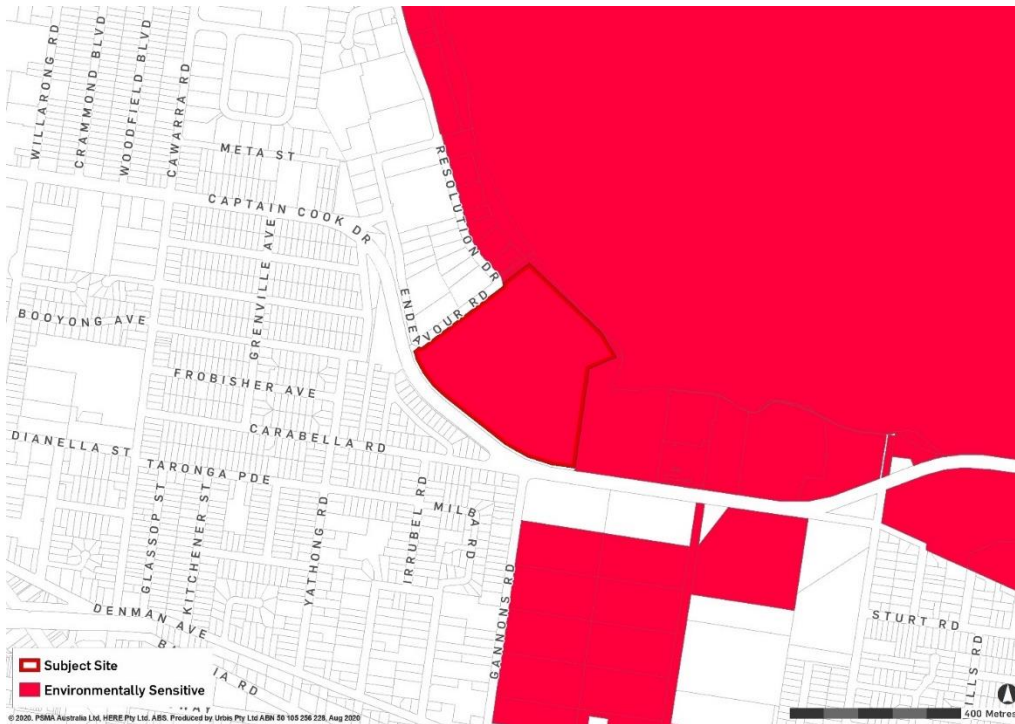 WILLARONG RD
CRAMMOND BLVD
WOODFIELD BLVD
CAWARRA RD
META ST
CAPTAIN COOK DR
RESOLUTION DR
GRENVILLE AVE
ENDEAVOUR RD
BOOYONG AVE
FROBISHER AVE
CARABELLA RD
DIANELLA ST
TARONGA PDE
GLASSOP ST
KITCHENER ST
YATHONG RD
IRRUBEL RD
MILBA RD
GANNONS RD
DENMAN AVE
STURT RD
ILLS RD
WAY
Subject Site
Environmentally Sensitive
400 Metres
© 2020. PSMA Australia Ltd, HERE Pty Ltd. ABS. Produced by Urbis Pty Ltd ABN 50 105 256 228, Aug 2020